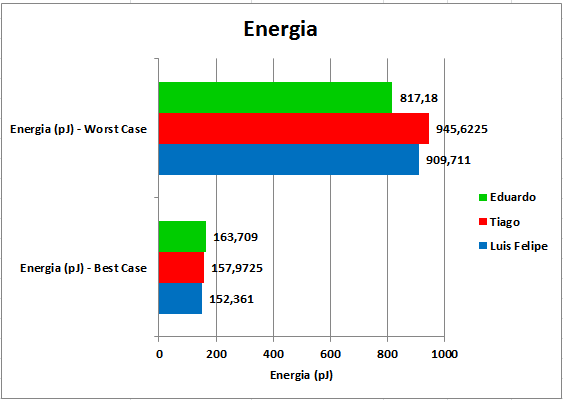 Energia
Energia (pJ) - Worst Case
817,18
945,6225
909,711
Energia (pJ) - Best Case
163,709
157,9725
152,361
Eduardo
Tiago
Luis Felipe
0 200 400 600 800 1000
Energia (pJ)